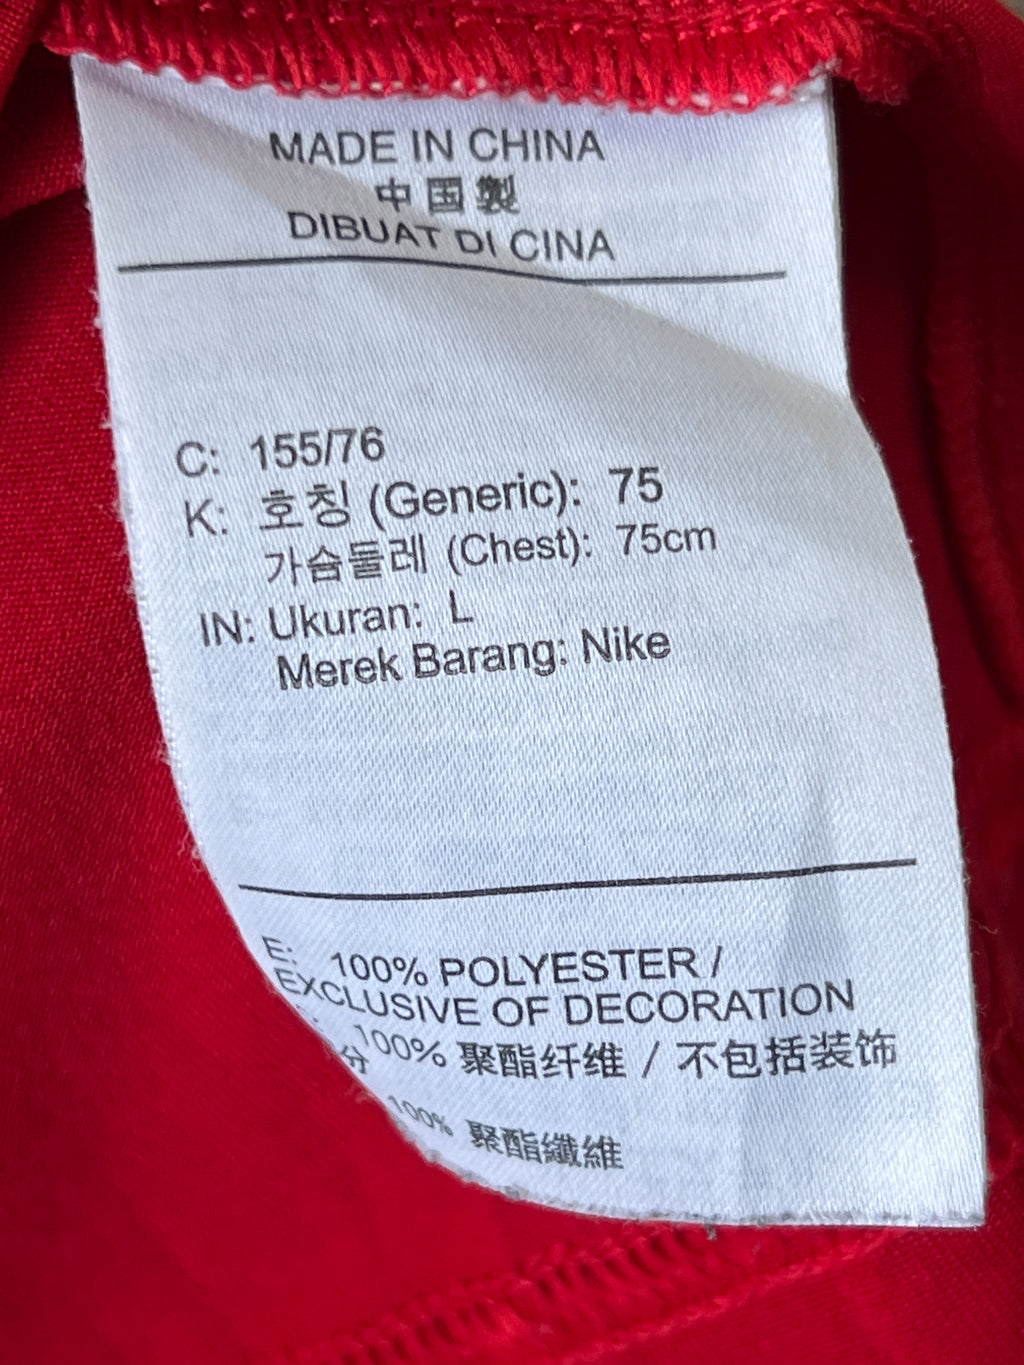 MADE IN CHINA
中国製
DIBUAT DI CINA
C: 155/76
K: 호칭 (Generic): 75
가슴둘레 (Chest): 75cm
IN: Ukuran: L
Merek Barang: Nike
E: 100% POLYESTER /
EXCLUSIVE OF DECORATION
100% 聚酯纤维 / 不包括装饰
分
100% 聚酯纖維